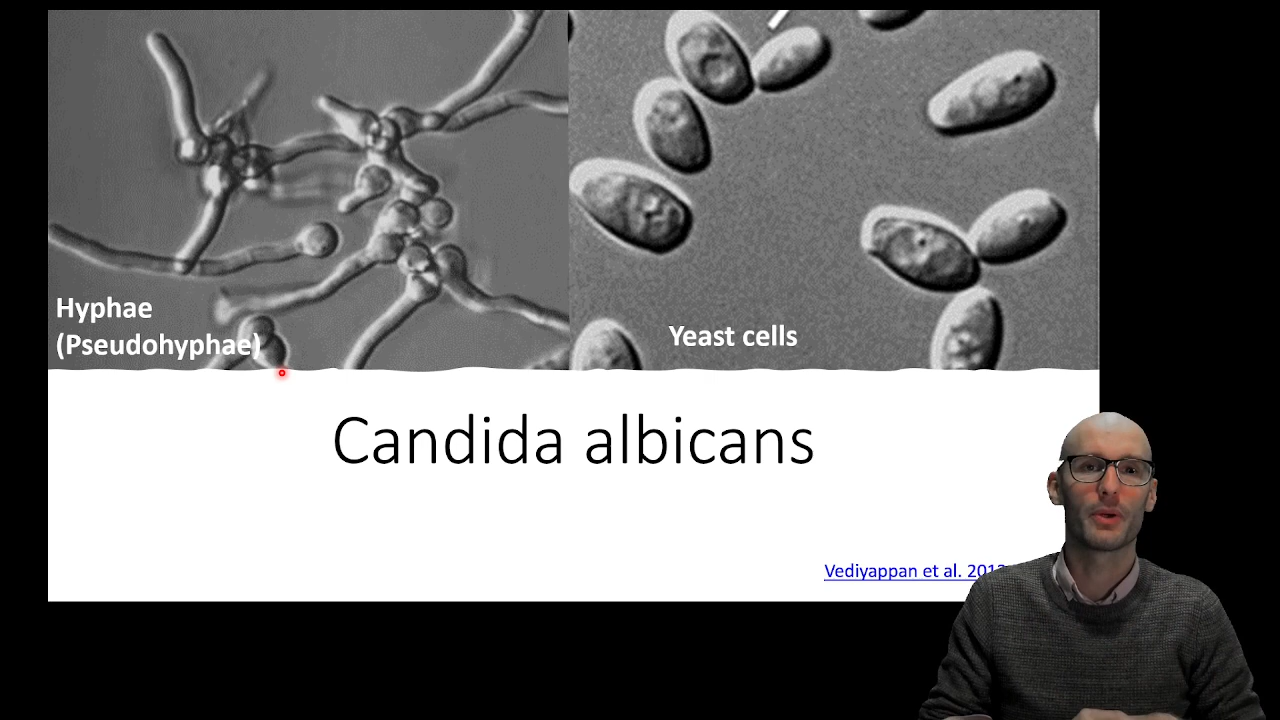 Hyphae
(Pseudohyphae)
Yeast cells
Candida albicans
Vediyappan et al.